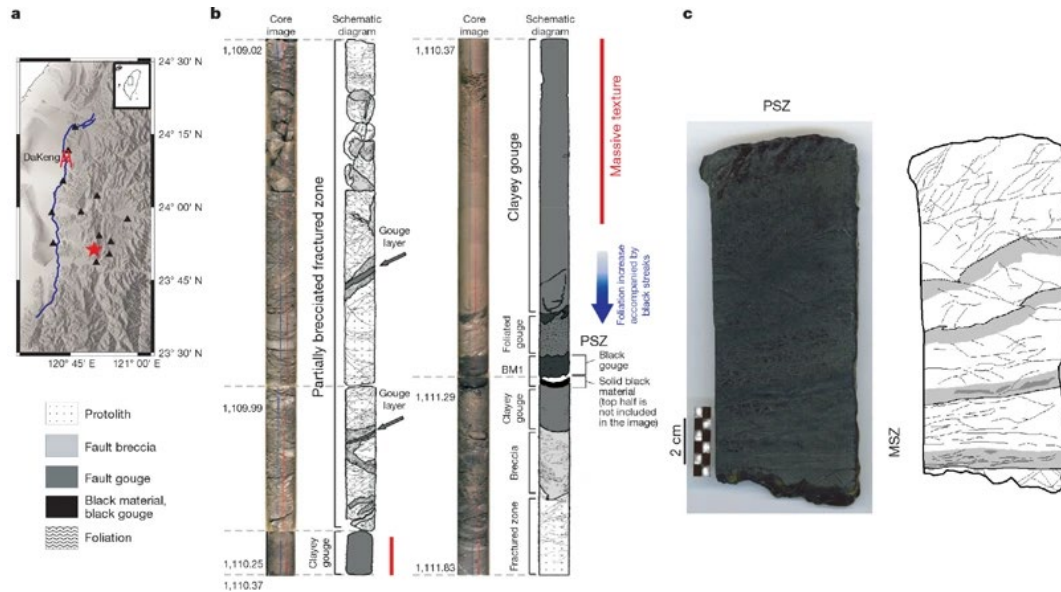 a
24° 30' N
24° 15' N
DaKeng
24° 00' N
23° 45' N
23° 30' N
120° 45' E
121° 00' E
Protolith
Fault breccia
Fault gouge
Black material,
black gouge
Foliation
b
Core
image
Schematic
diagram
1,109.02
Partially brecciated fractured zone
Gouge
layer
1,109.99
Gouge
layer
Clayey
gouge
1,110.25
1,110.37
Core
image
Schematic
diagram
1,110.37
Clayey gouge
Massive texture
Foliation increase
accompanied by
black streaks
Foliated
gouge
PSZ
BM1
Black
gouge
Solid black
material
(top half is
not included
in the image)
1,111.29
Clayey
gouge
Breccia
Fractured zone
1,111.83
c
PSZ
2 cm
MSZ